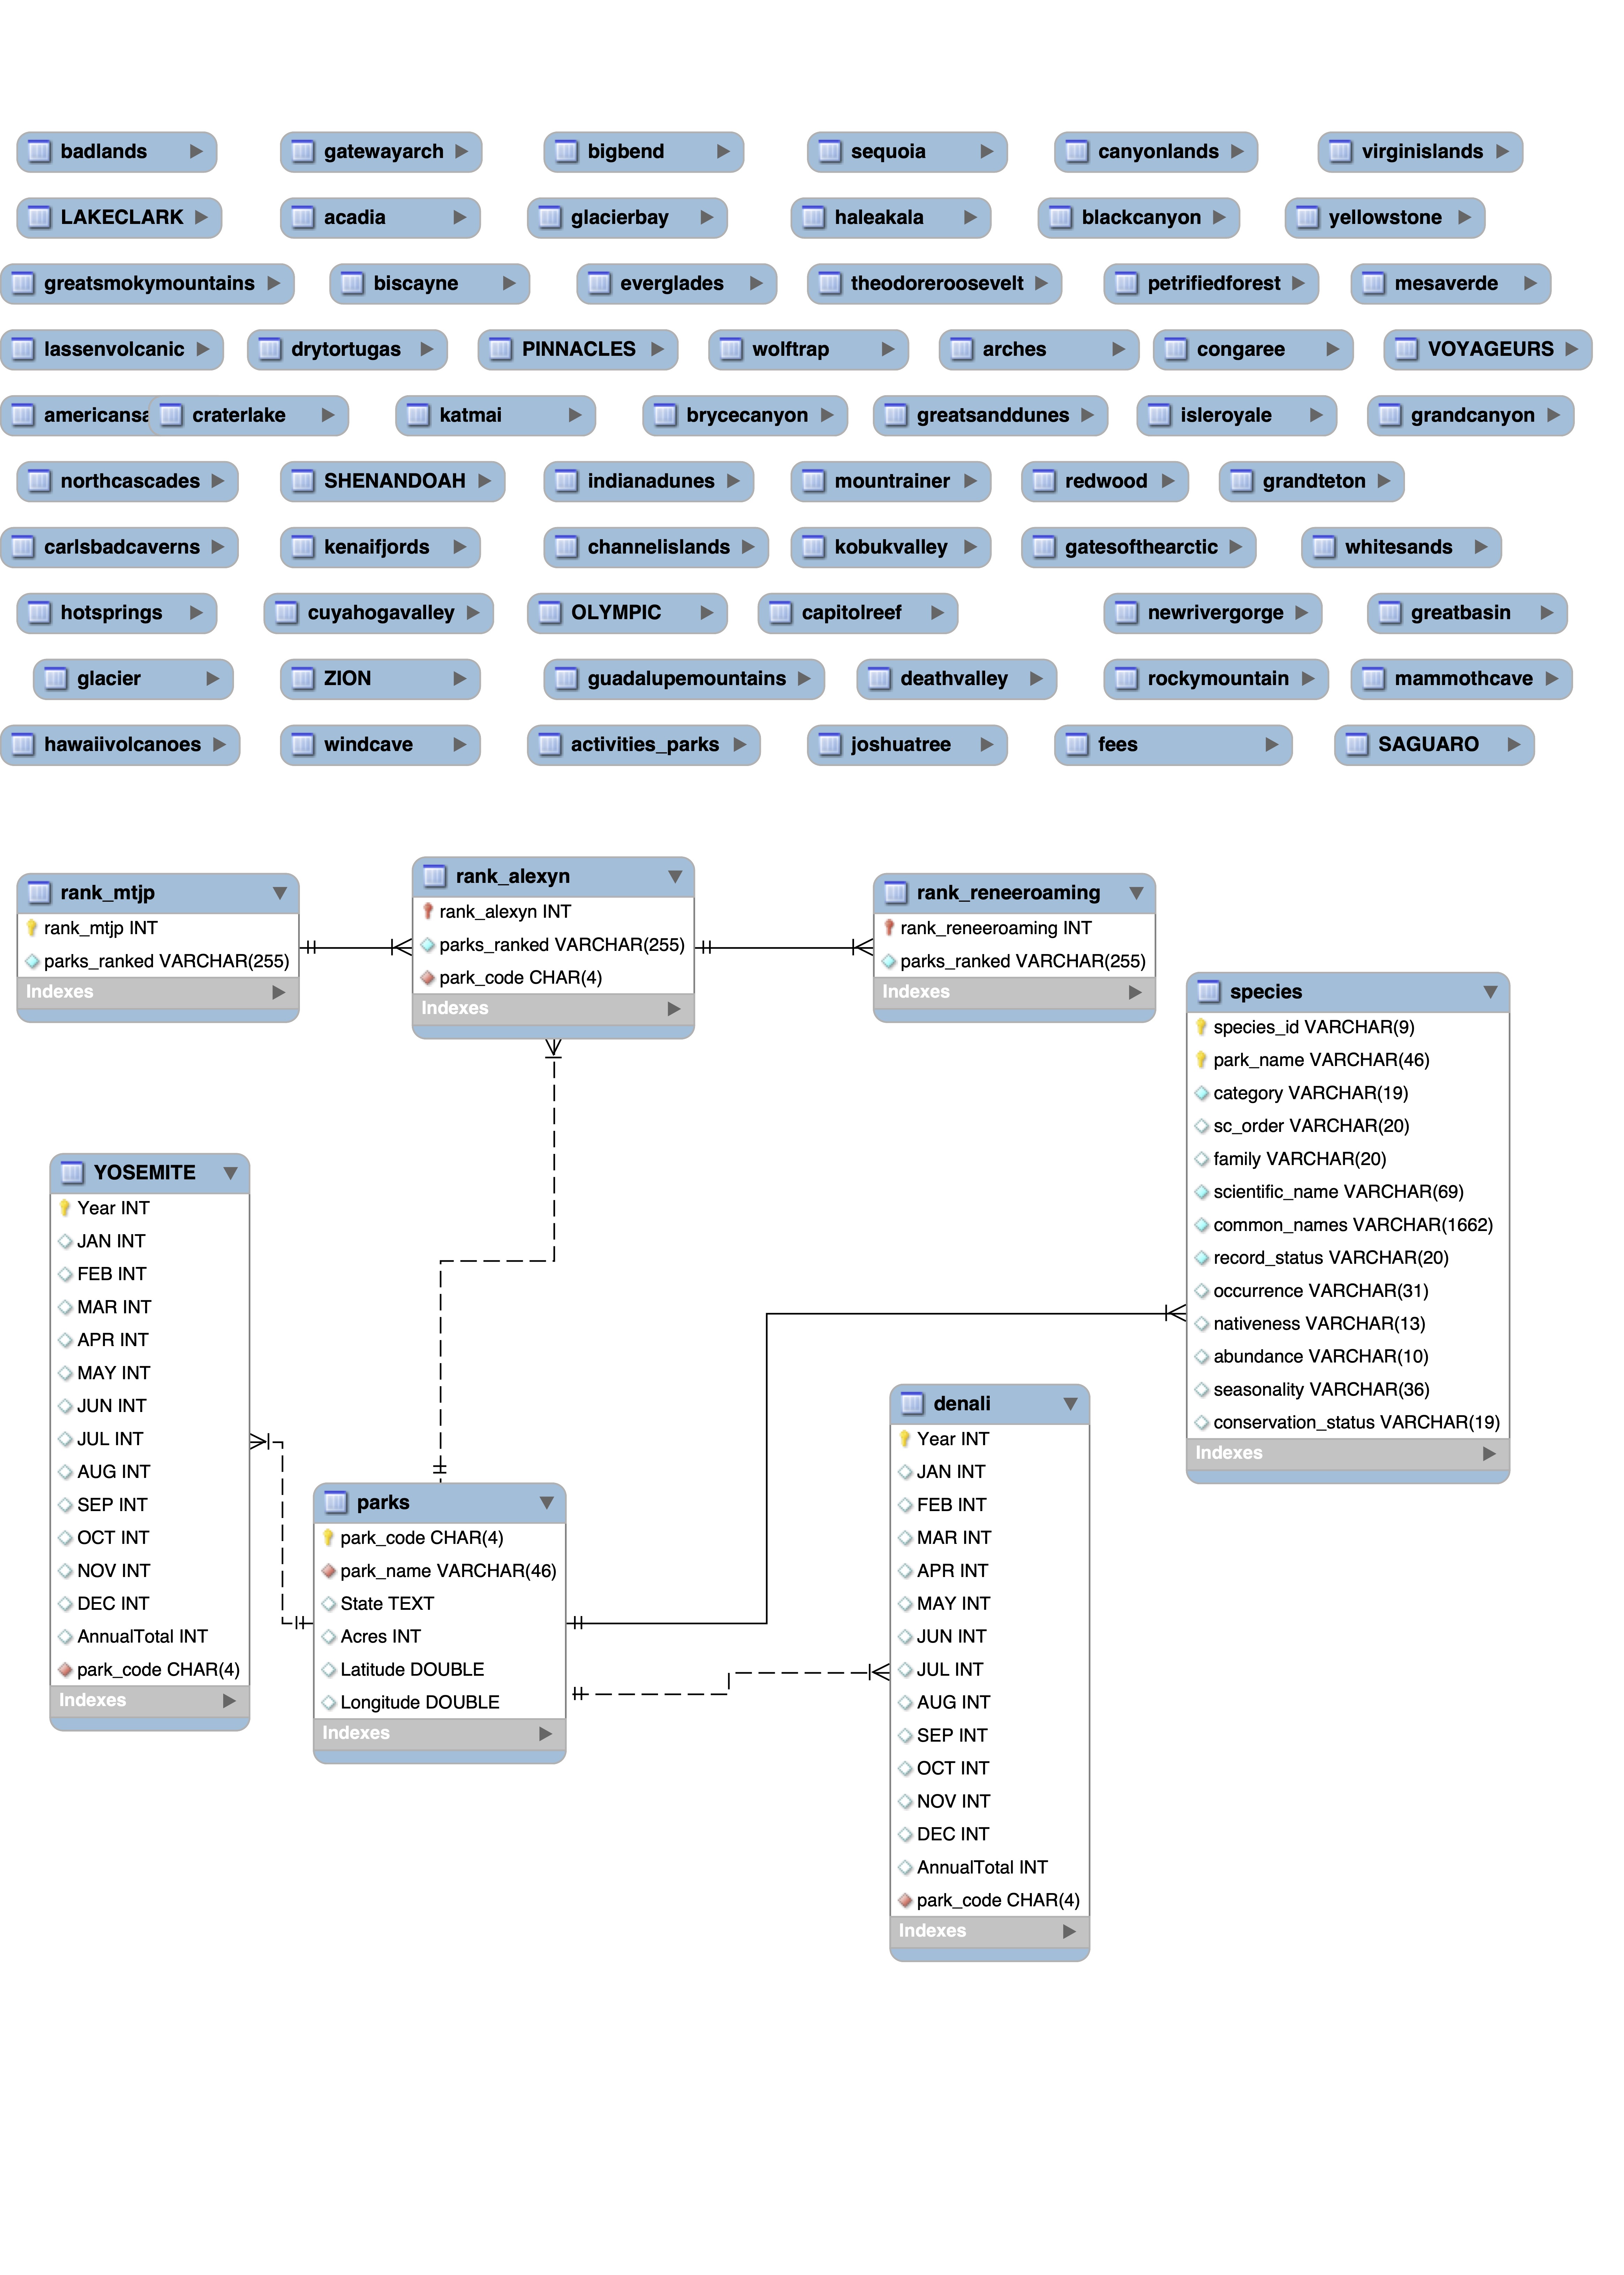 badlands
gatewayarch
bigbend
sequoia
canyonlands
virginislands
LAKECLARK
acadia
glacierbay
haleakala
blackcanyon
yellowstone
greatsmokymountains
biscayne
everglades
theodoreroosevelt
petrifiedforest
mesaverde
lassenvolcanic
drytortugas
PINNACLES
wolftrap
arches
congaree
VOYAGEURS
americansa
craterlake
katmai
brycecanyon
greatsanddunes
isleroyale
grandcanyon
northcascades
SHENANDOAH
indianadunes
mountrainer
redwood
grandteton
carlsbadcaverns
kenaifjords
channelislands
kobukvalley
gatesofthearctic
whitesands
hotsprings
cuyahogavalley
OLYMPIC
capitolreef
newrivergorge
greatbasin
glacier
ZION
guadalupemountains
deathvalley
rockymountain
mammothcave
hawaiivolcanoes
windcave
activities_parks
joshuatree
fees
SAGUARO
rank_mtjp
rank_mtjp INT
parks_ranked VARCHAR(255)
Indexes
rank_alexyn
rank_alexyn INT
parks_ranked VARCHAR(255)
park_code CHAR(4)
Indexes
rank_reneeroaming
rank_reneeroaming INT
parks_ranked VARCHAR(255)
Indexes
species
species_id VARCHAR(9)
park_name VARCHAR(46)
category VARCHAR(19)
sc_order VARCHAR(20)
family VARCHAR(20)
scientific_name VARCHAR(69)
common_names VARCHAR(1662)
record_status VARCHAR(20)
occurrence VARCHAR(31)
nativeness VARCHAR(13)
abundance VARCHAR(10)
seasonality VARCHAR(36)
conservation_status VARCHAR(19)
Indexes
YOSEMITE
Year INT
JAN INT
FEB INT
MAR INT
APR INT
MAY INT
JUN INT
JUL INT
AUG INT
SEP INT
OCT INT
NOV INT
DEC INT
AnnualTotal INT
park_code CHAR(4)
Indexes
parks
park_code CHAR(4)
park_name VARCHAR(46)
State TEXT
Acres INT
Latitude DOUBLE
Longitude DOUBLE
Indexes
denali
Year INT
JAN INT
FEB INT
MAR INT
APR INT
MAY INT
JUN INT
JUL INT
AUG INT
SEP INT
OCT INT
NOV INT
DEC INT
AnnualTotal INT
park_code CHAR(4)
Indexes